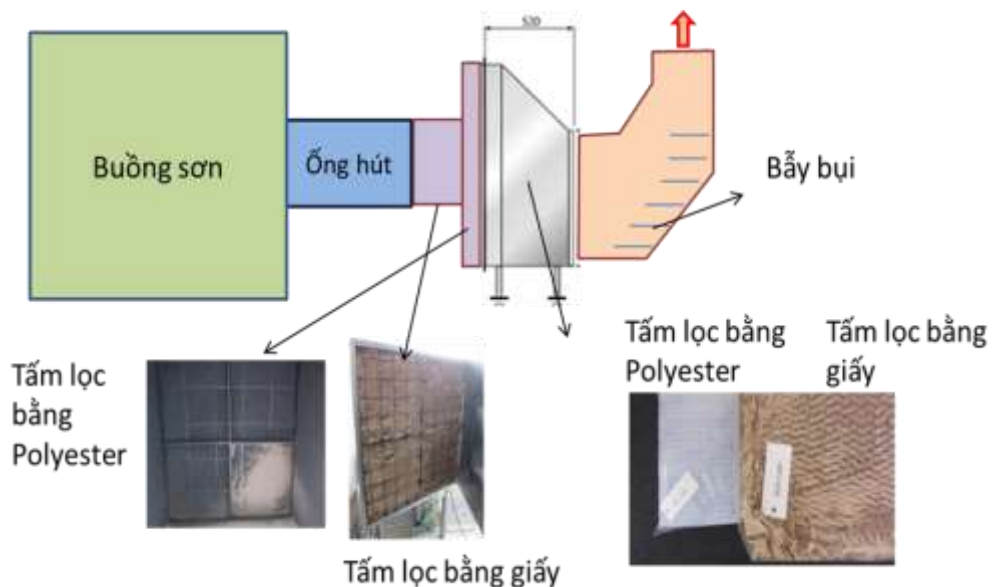 520
Buồng sơn
Ống hút
Bẫy bụi
Tấm lọc
bằng
Polyester
Tấm lọc bằng giấy
Tấm lọc bằng
Polyester
Tấm lọc bằng
giấy